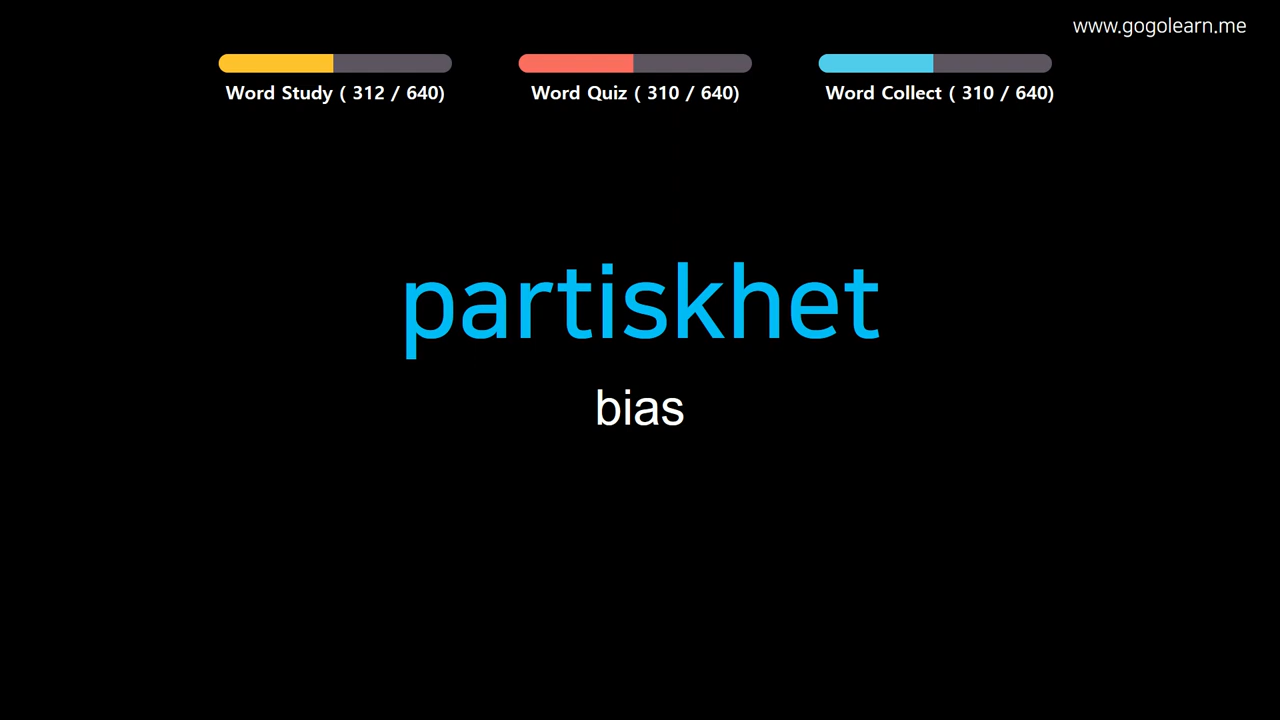 www.gogolearn.me
Word Study ( 312 / 640)
Word Quiz ( 310 / 640)
Word Collect ( 310 / 640)
partiskhet
bias